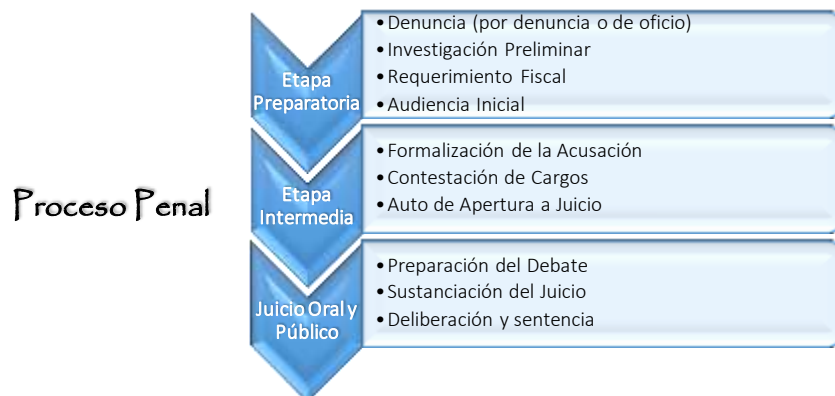 Proceso Penal
Etapa
Preparatoria
•Denuncia (por denuncia o de oficio)
•Investigación Preliminar
•Requerimiento Fiscal
•Audiencia Inicial
Etapa
Intermedia
•Formalización de la Acusación
•Contestación de Cargos
•Auto de Apertura a Juicio
Juicio Oral y
Público
•Preparación del Debate
•Sustanciación del Juicio
•Deliberación y sentencia